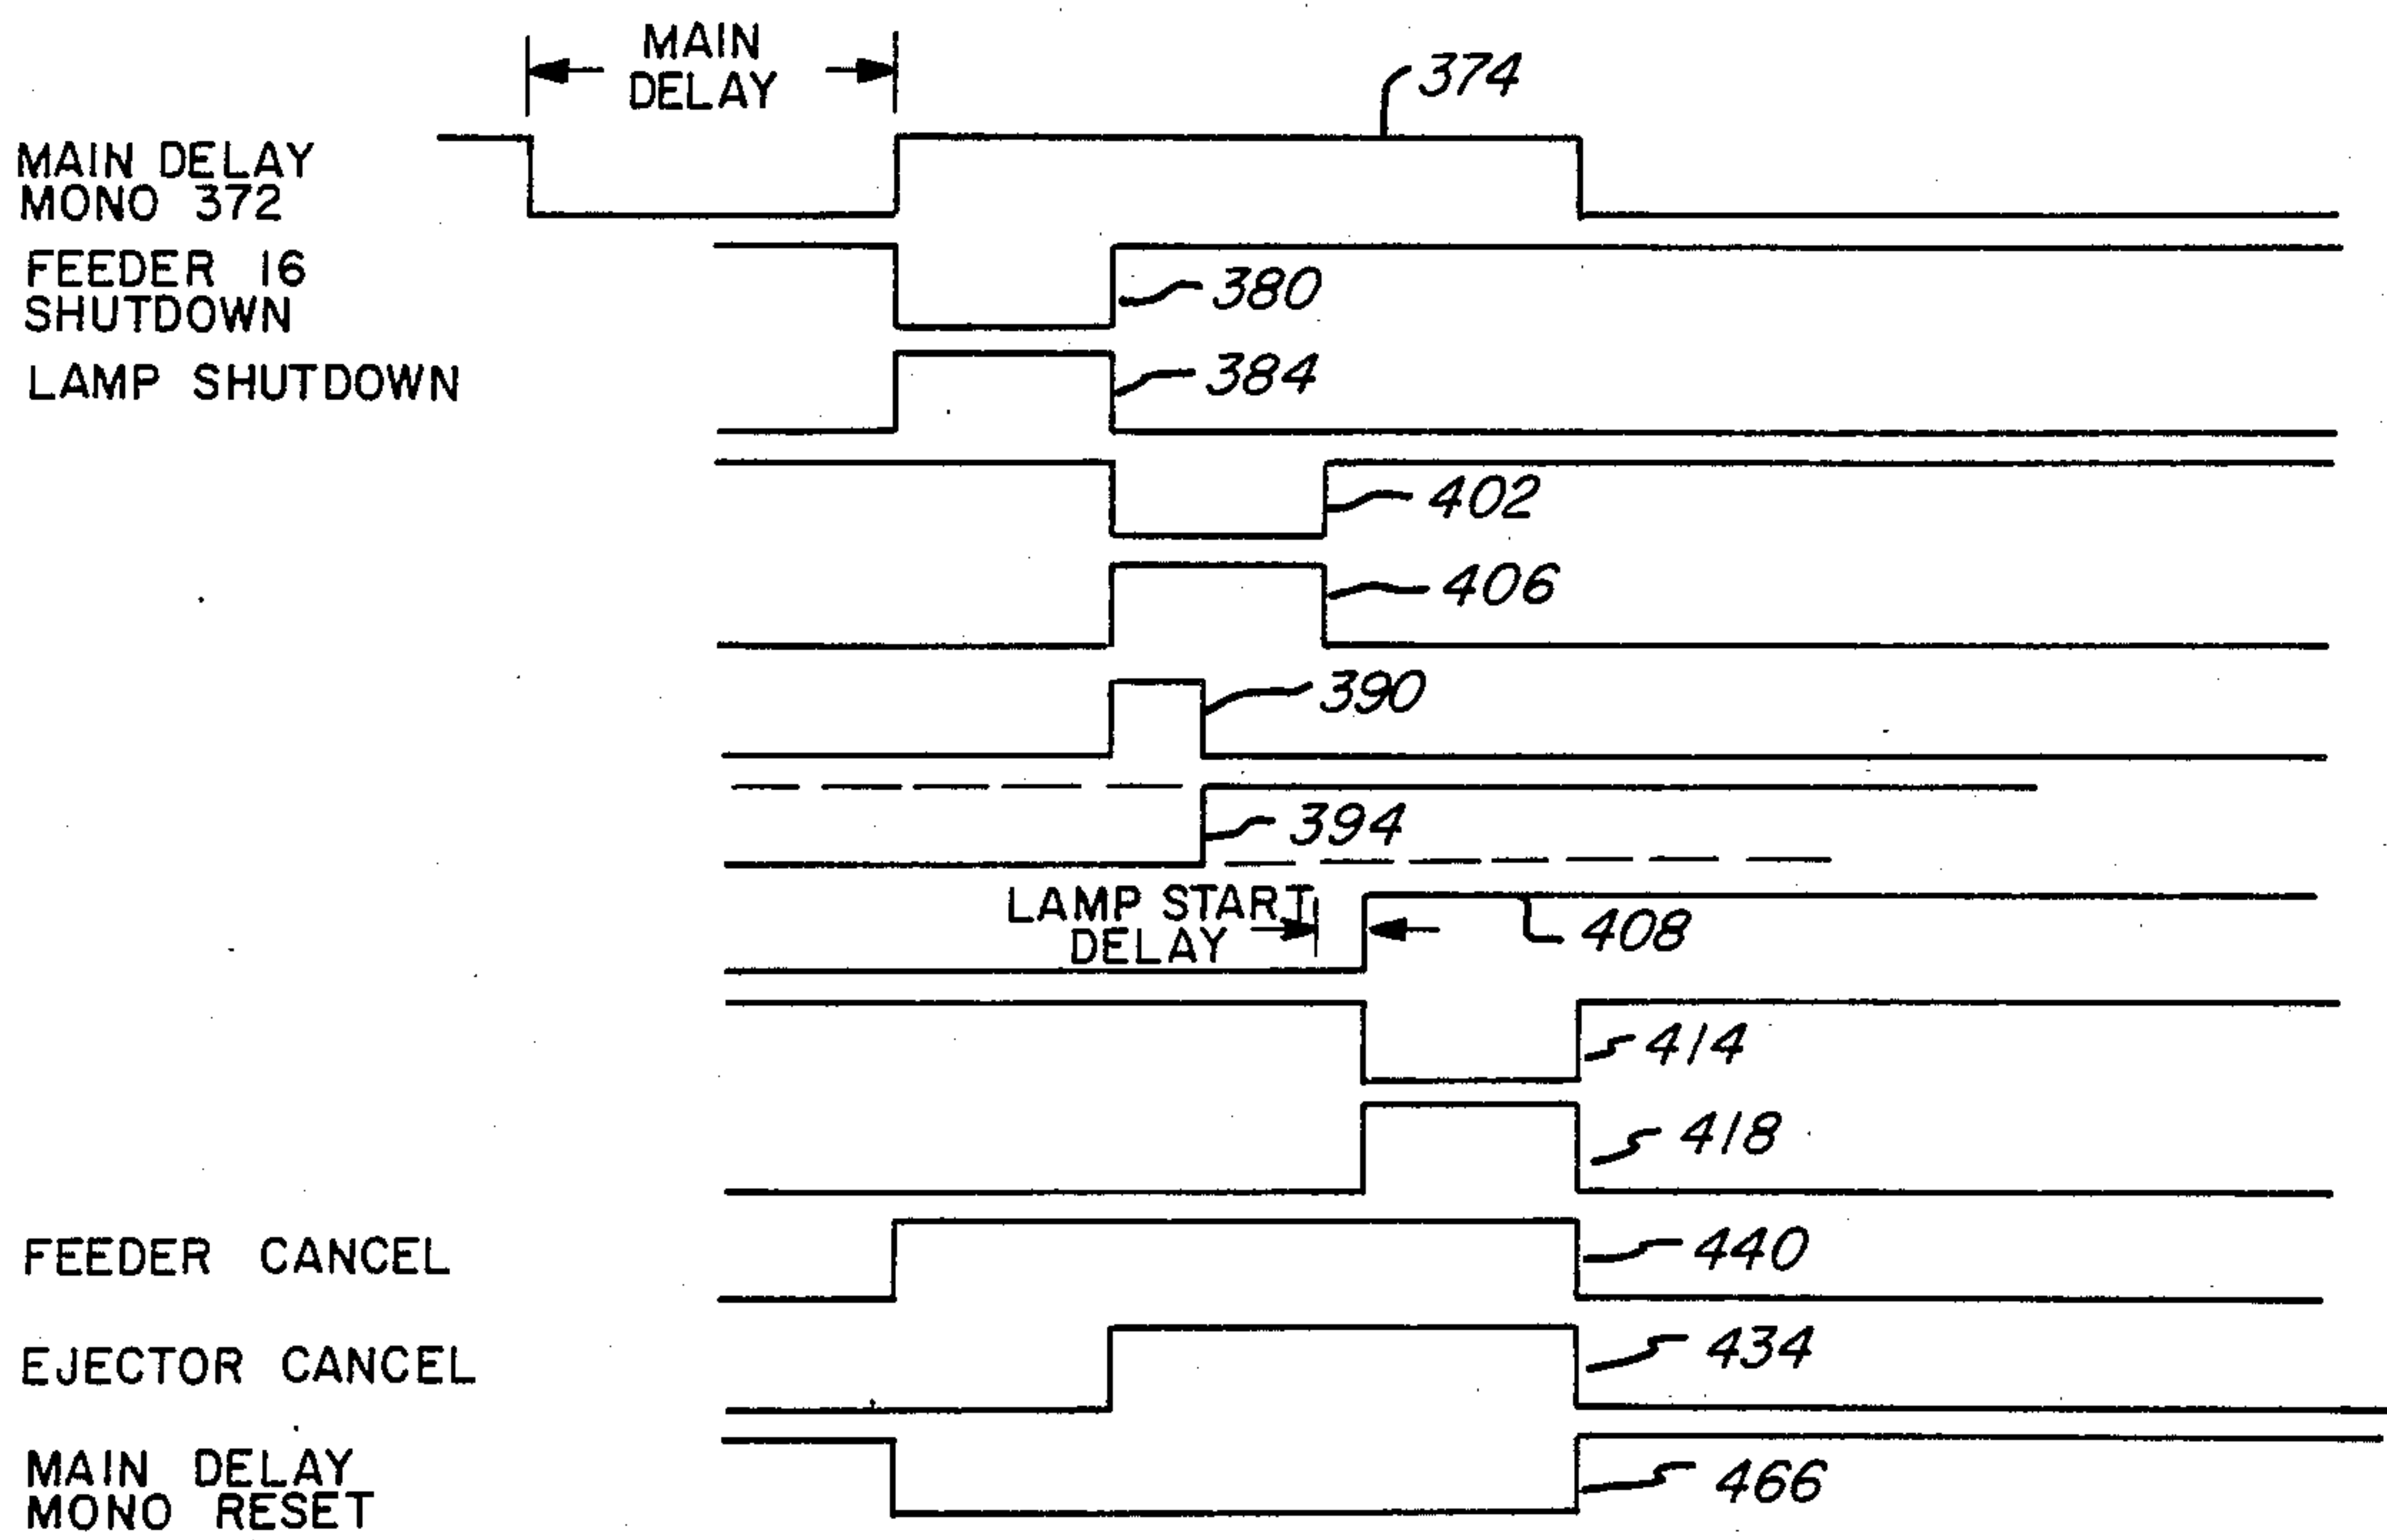 MAIN
DELAY
374
MAIN DELAY
MONO 372
FEEDER 16
SHUTDOWN
380
LAMP SHUTDOWN
384
402
406
390
394
LAMP START
DELAY
408
414
418
FEEDER CANCEL
440
EJECTOR CANCEL
434
MAIN DELAY
MONO RESET
466